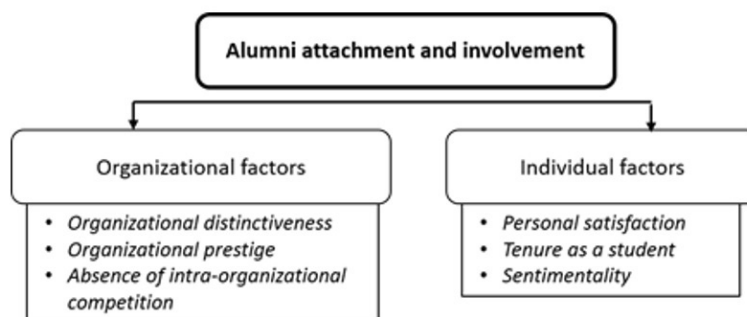 Alumni attachment and involvement
Organizational factors
• Organizational distinctiveness
• Organizational prestige
• Absence of intra-organizational
competition
Individual factors
• Personal satisfaction
• Tenure as a student
• Sentimentality